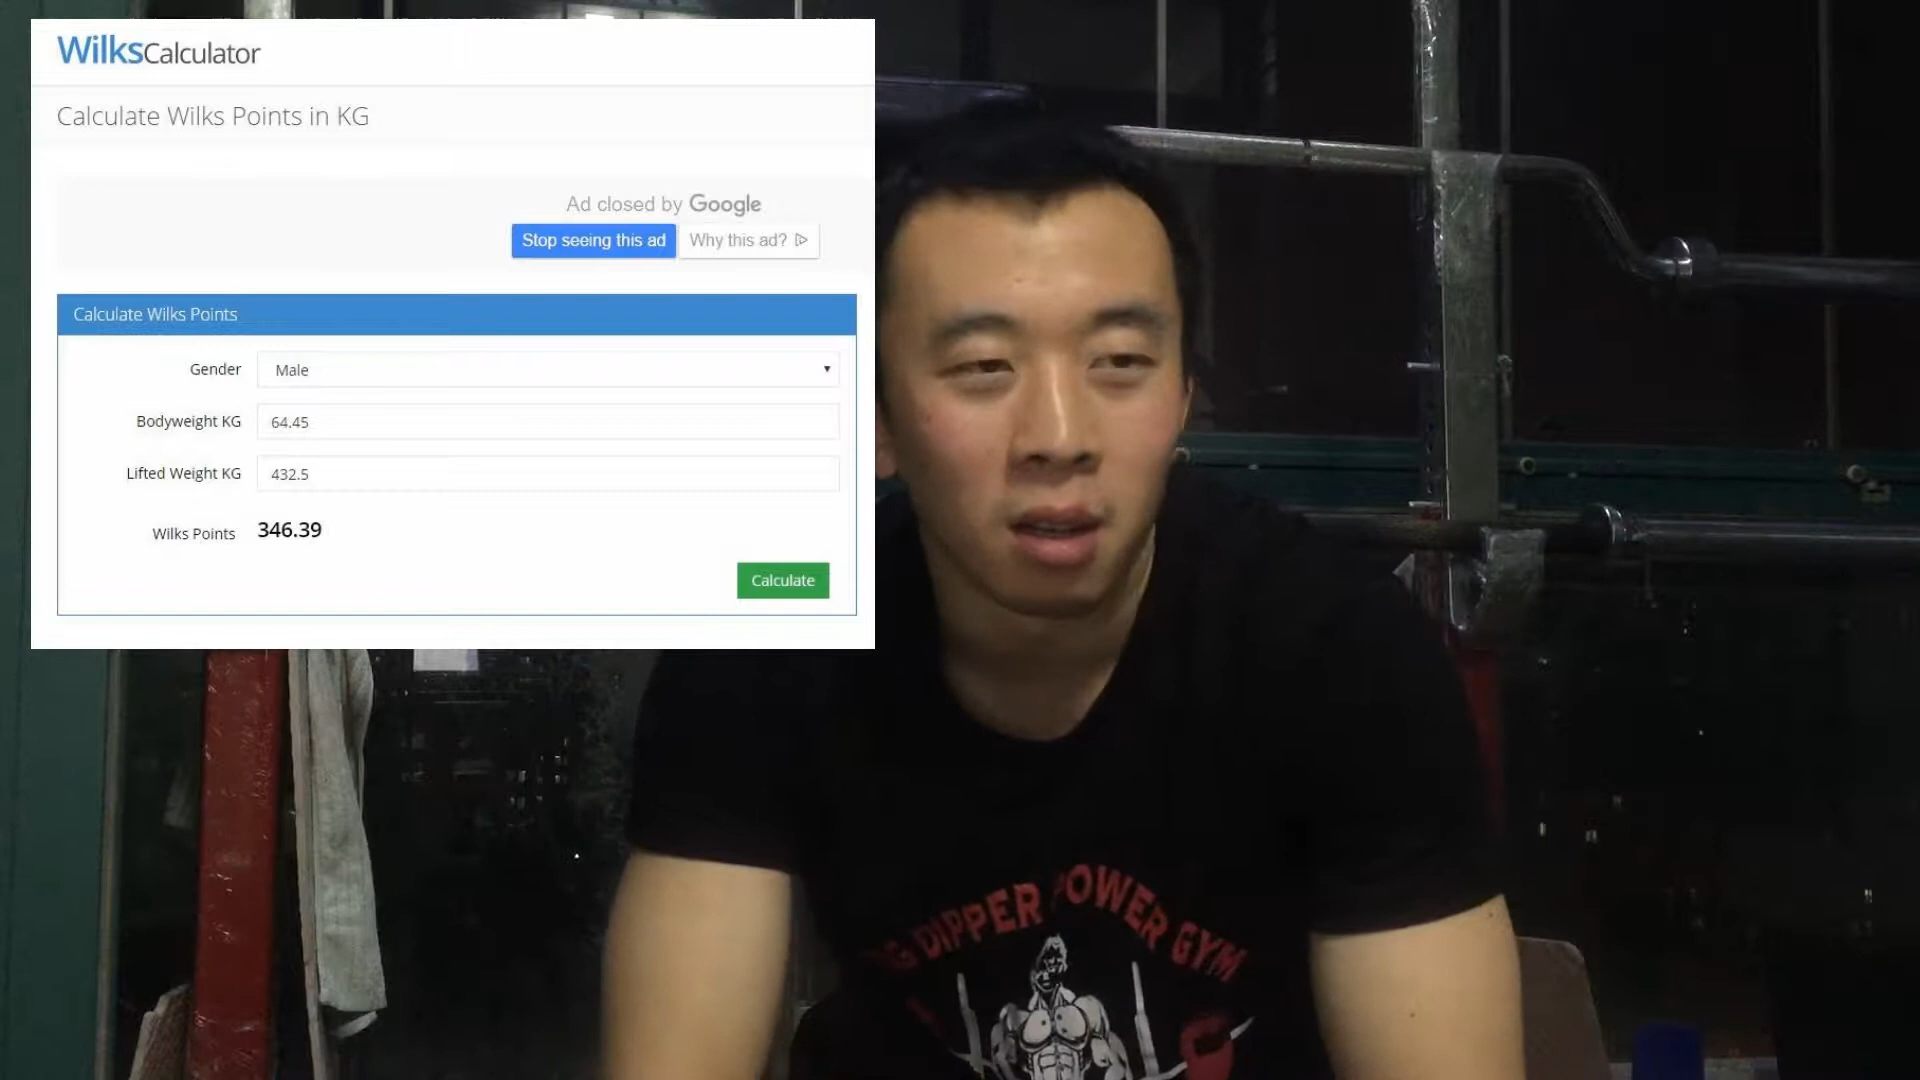 WilksCalculator
Calculate Wilks Points in KG
Ad closed by Google
Stop seeing this ad
Why this ad?
Calculate Wilks Points
Gender Male
Bodyweight KG 64.45
Lifted Weight KG 432.5
Wilks Points 346.39
Calculate
DIPPER POWER GYM